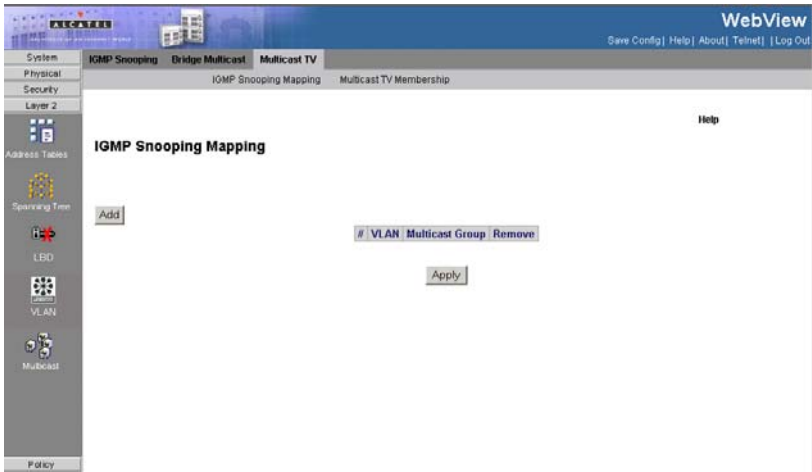 ALCATEL
WebView
Save Config| Help| About| Telnet| |Log Out
System
Physical
Security
Layer 2
Address Tables
Spanning Tree
LBD
VLAN
Multicast
Policy
IGMP Snooping Bridge Multicast Multicast TV
IGMP Snooping Mapping Multicast TV Membership
Help
IGMP Snooping Mapping
Add
# VLAN Multicast Group Remove
Apply